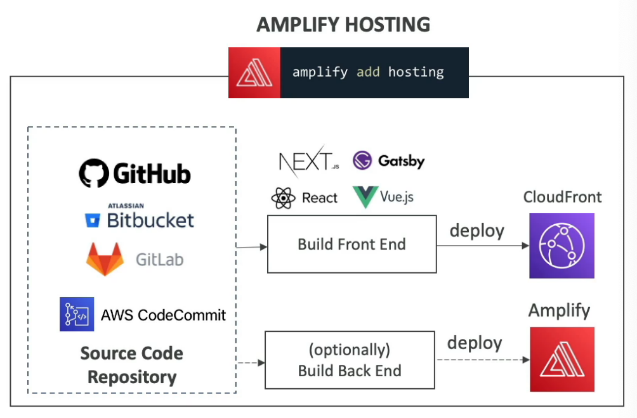 AMPLIFY HOSTING
amplify add hosting
GitHub
ATLASSIAN
Bitbucket
GitLab
AWS CodeCommit
Source Code
Repository
NEXT.JS
Gatsby
React
Vue.js
Build Front End
deploy
CloudFront
(optionally)
Build Back End
deploy
Amplify